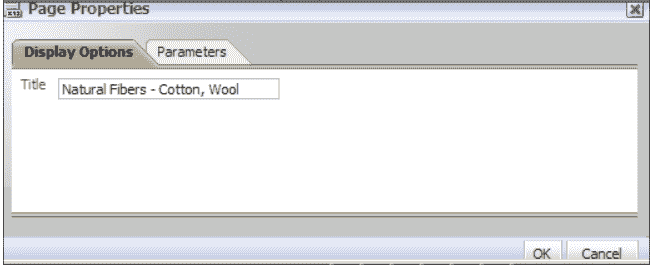 Page Properties
Display Options Parameters
Title Natural Fibers - Cotton, Wool
OK Cancel